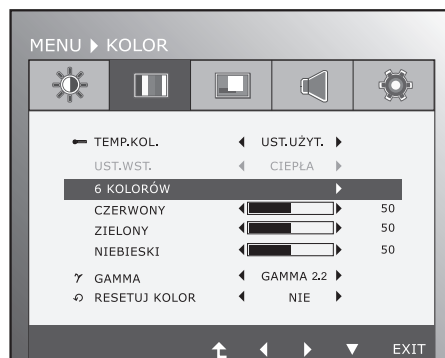 MENU KOLOR
TEMP.KOL. UST.UŻYT.
UST.WST. CIEPŁA
6 KOLORÓW
CZERWONY 50
ZIELONY 50
NIEBIESKI 50
γ GAMMA GAMMA 2.2
RESETUJ KOLOR NIE
EXIT